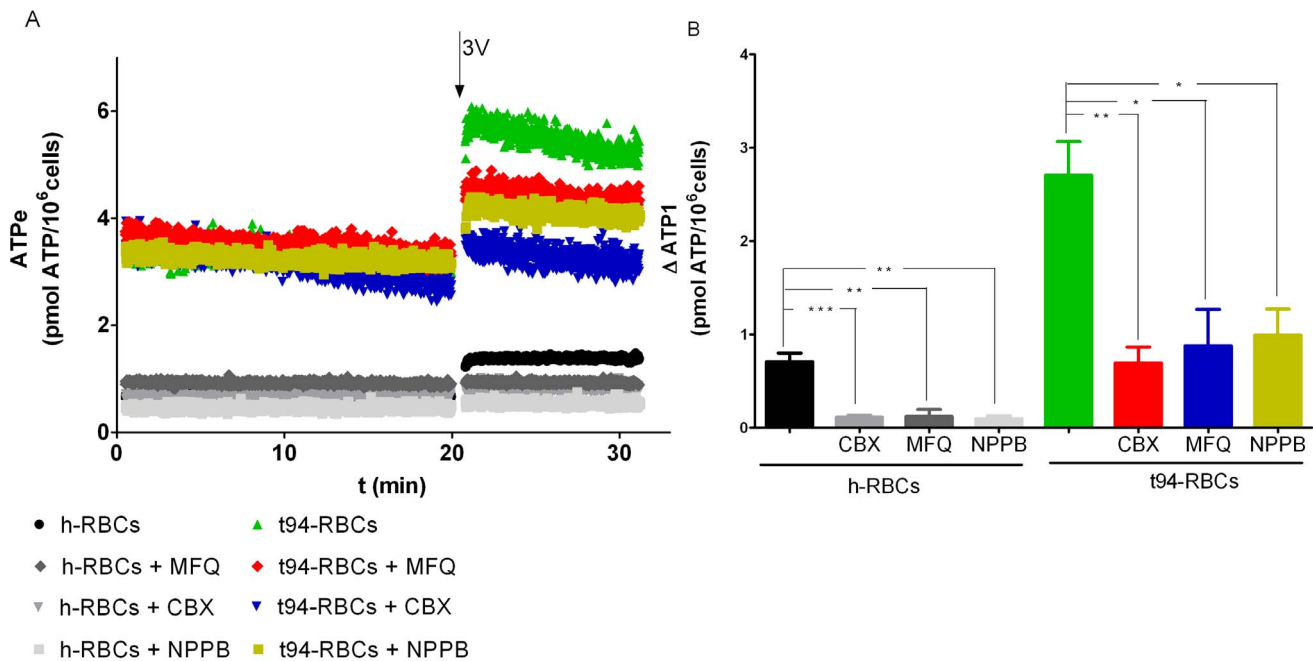 A
ATPe
(pmol ATP/10⁶cells)
6
4
2
0
3V
0
10
20
30
t (min)
h-RBCs
t94-RBCs
h-RBCs + MFQ
t94-RBCs + MFQ
h-RBCs + CBX
t94-RBCs + CBX
h-RBCs + NPPB
t94-RBCs + NPPB
B
Δ ATP1
(pmol ATP/10⁶cells)
4
3
2
1
0
**
**
***
*
*
**
CBX
MFQ
NPPB
CBX
MFQ
NPPB
h-RBCs
t94-RBCs